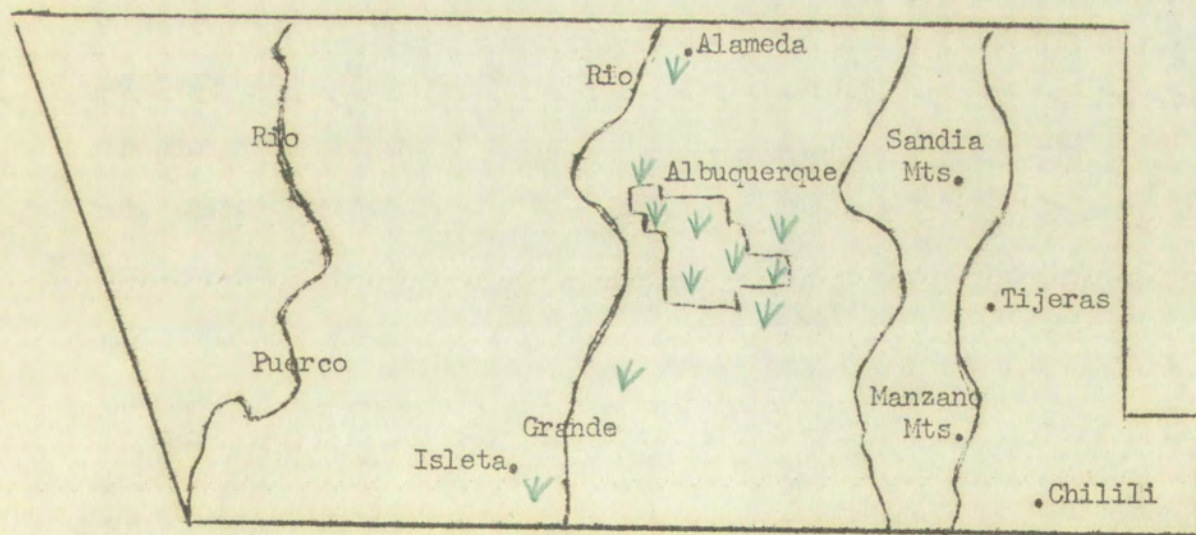 Alameda
Rio
Rio
Sandia
Mts.
Albuquerque
Tijeras
Puerco
Manzano
Mts.
Grande
Isleta
Chilili